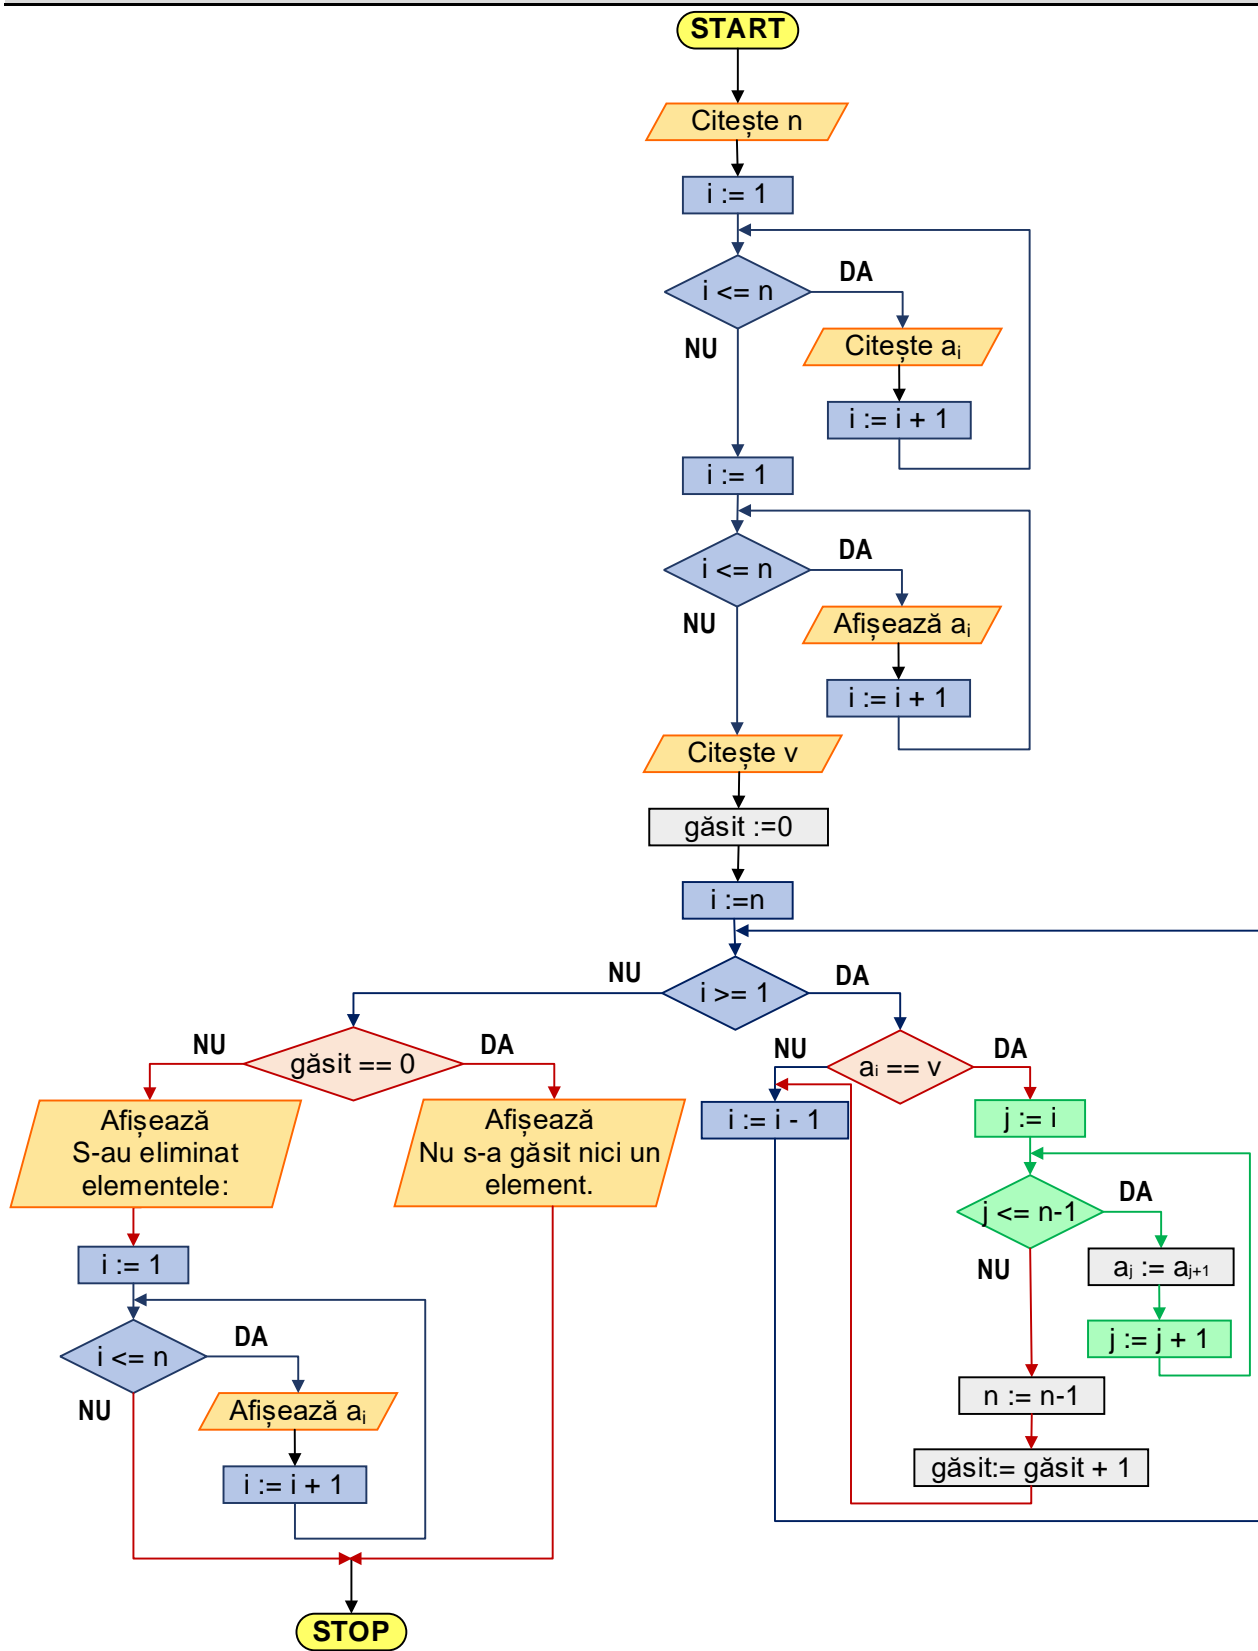 START
Citește n
i := 1
i <= n
DA
NU
Citește aᵢ
i := i + 1
i := 1
i <= n
DA
NU
Afișează aᵢ
i := i + 1
Citește v
găsit :=0
i :=n
i >= 1
NU
DA
găsit == 0
NU
DA
Afișează
S-au eliminat
elementele:
Afișează
Nu s-a găsit nici un
element.
i := 1
i <= n
DA
NU
Afișează aᵢ
i := i + 1
aᵢ == v
NU
DA
i := i - 1
j := i
j <= n-1
DA
NU
aⱼ := aⱼ₊₁
j := j + 1
n := n-1
găsit:= găsit + 1
STOP